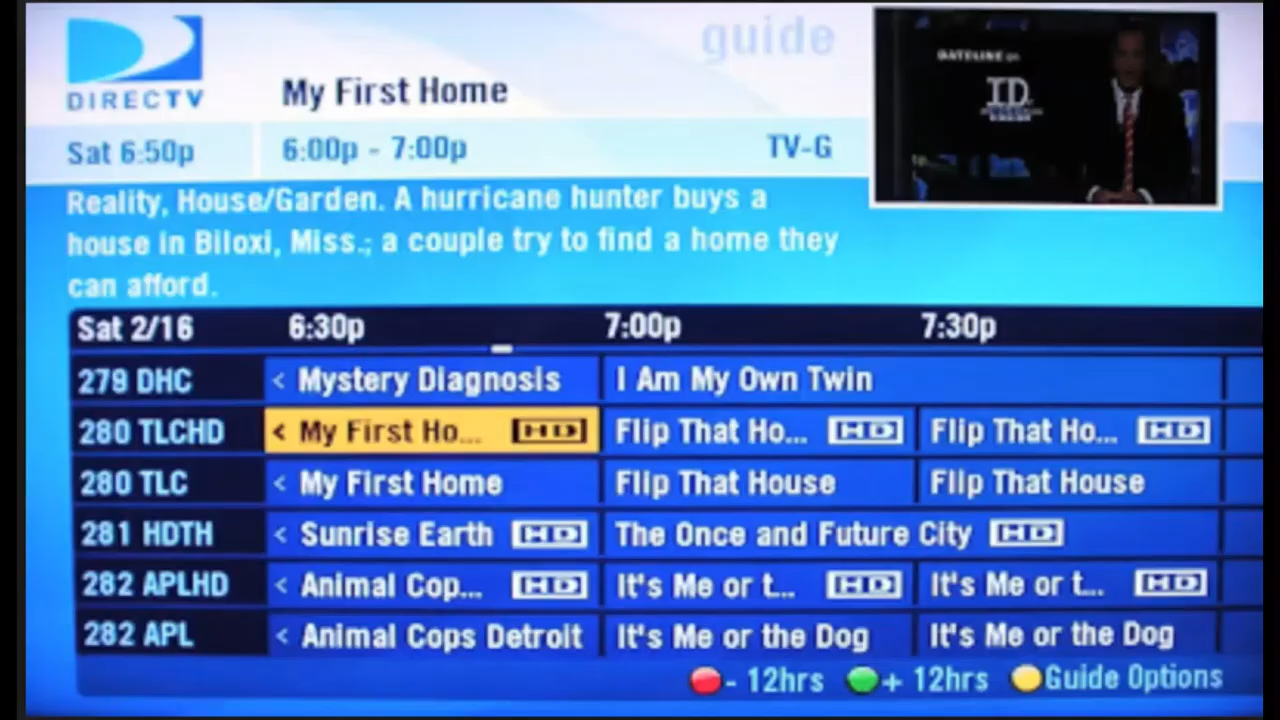 guide
DIRECTV
My First Home
Sat 6:50p
6:00p - 7:00p
TV-G
DATELINE on
ID
Reality, House/Garden. A hurricane hunter buys a
house in Biloxi, Miss.; a couple try to find a home they
can afford.
Sat 2/16 6:30p 7:00p 7:30p
279 DHC < Mystery Diagnosis I Am My Own Twin
280 TLCHD < My First Ho... HD Flip That Ho... HD Flip That Ho... HD
280 TLC < My First Home Flip That House Flip That House
281 HDTH < Sunrise Earth HD The Once and Future City HD
282 APLHD < Animal Cop... HD It's Me or t... HD It's Me or t... HD
282 APL < Animal Cops Detroit It's Me or the Dog It's Me or the Dog
- 12hrs + 12hrs Guide Options